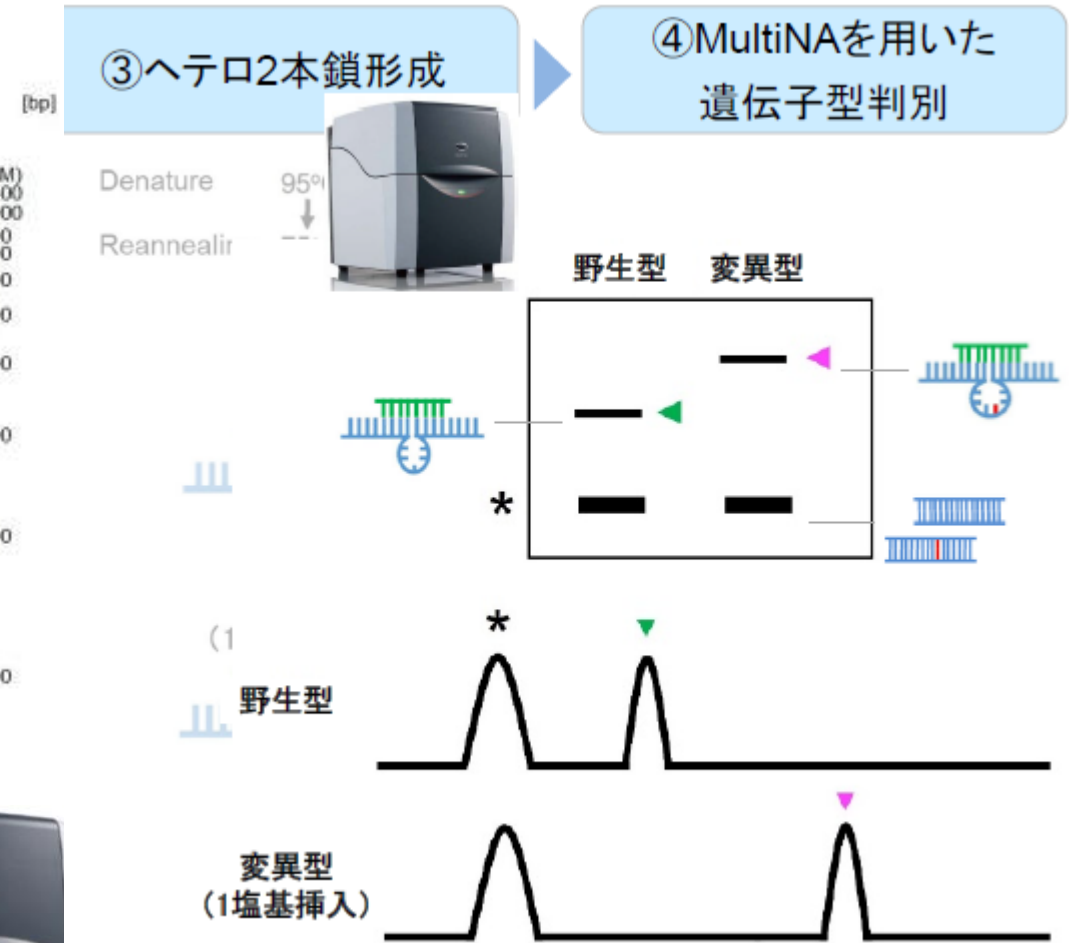 ③ヘテロ2本鎖形成
④MultiNAを用いた
遺伝子型判別
[bp]
Denature
Reannealin
野生型 変異型
*
*
野生型
変異型
(1塩基挿入)